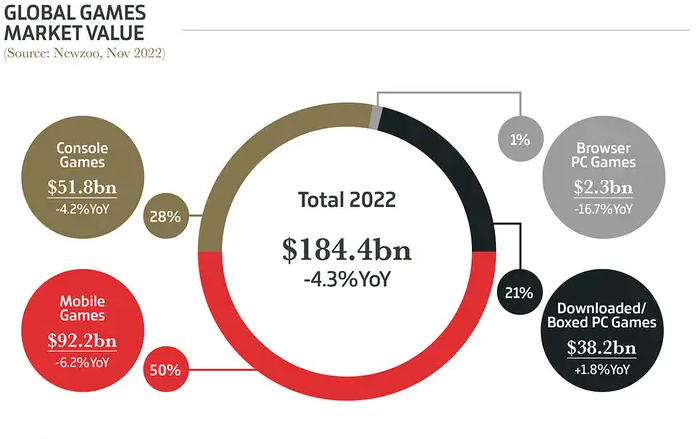 GLOBAL GAMES
MARKET VALUE
(Source: Newzoo, Nov 2022)
Console
Games
$51.8bn
-4.2%YoY
28%
Mobile
Games
$92.2bn
-6.2%YoY
50%
Total 2022
$184.4bn
-4.3%YoY
1%
Browser
PC Games
$2.3bn
-16.7%YoY
21%
Downloaded/
Boxed PC Games
$38.2bn
+1.8%YoY